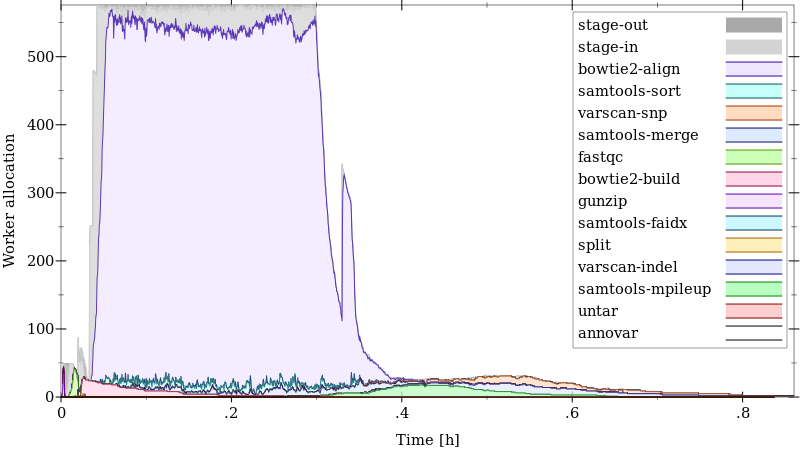 stage-out
stage-in
bowtie2-align
samtools-sort
varscan-snp
samtools-merge
fastqc
bowtie2-build
gunzip
samtools-faidx
split
varscan-indel
samtools-mpileup
untar
annovar
500
400
300
200
100
0
Worker allocation
0 .2 .4 .6 .8
Time [h]